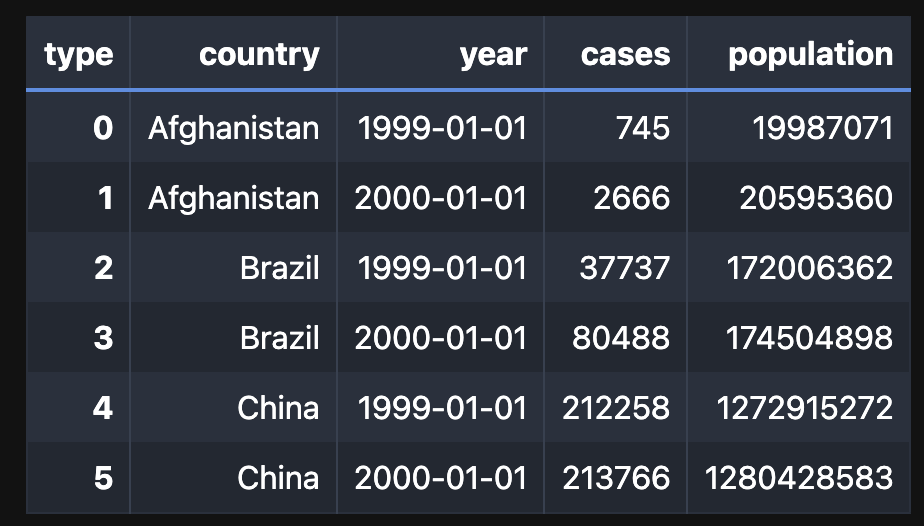 type country year cases population
0 Afghanistan 1999-01-01 745 19987071
1 Afghanistan 2000-01-01 2666 20595360
2 Brazil 1999-01-01 37737 172006362
3 Brazil 2000-01-01 80488 174504898
4 China 1999-01-01 212258 1272915272
5 China 2000-01-01 213766 1280428583